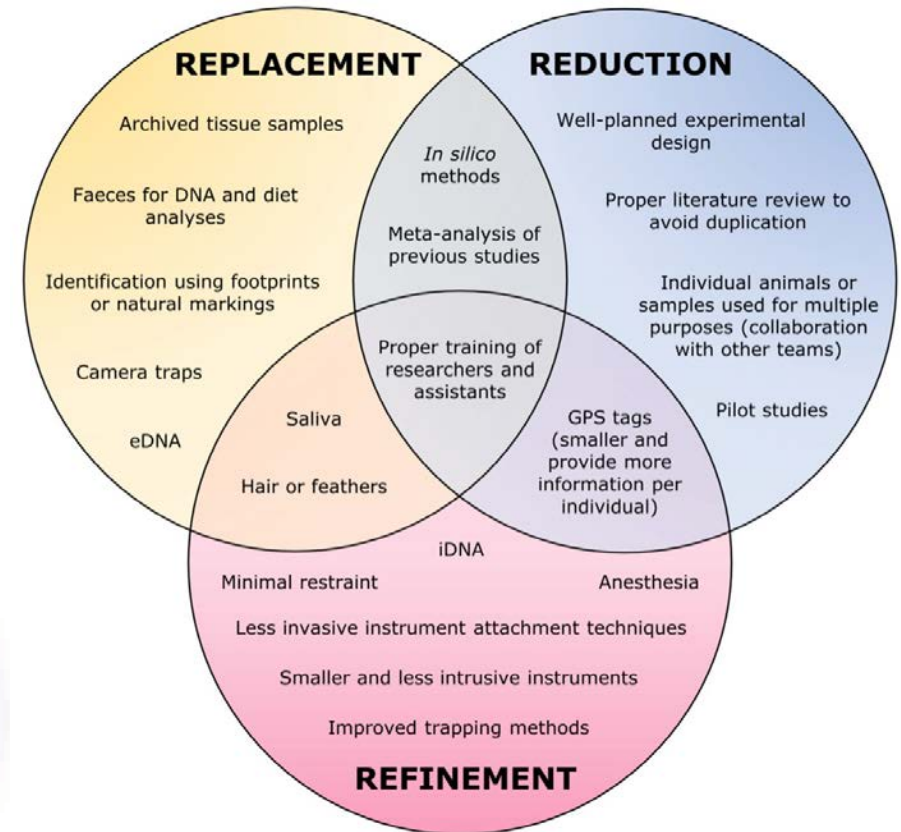 REPLACEMENT
Archived tissue samples
Faeces for DNA and diet
analyses
Identification using footprints
or natural markings
Camera traps
eDNA
In silico
methods
Meta-analysis of
previous studies
REDUCTION
Well-planned experimental
design
Proper literature review to
avoid duplication
Individual animals or
samples used for multiple
purposes (collaboration
with other teams)
Pilot studies
Proper training of
researchers and
assistants
Saliva
Hair or feathers
GPS tags
(smaller and
provide more
information per
individual)
iDNA
Minimal restraint
Anesthesia
Less invasive instrument attachment techniques
Smaller and less intrusive instruments
Improved trapping methods
REFINEMENT